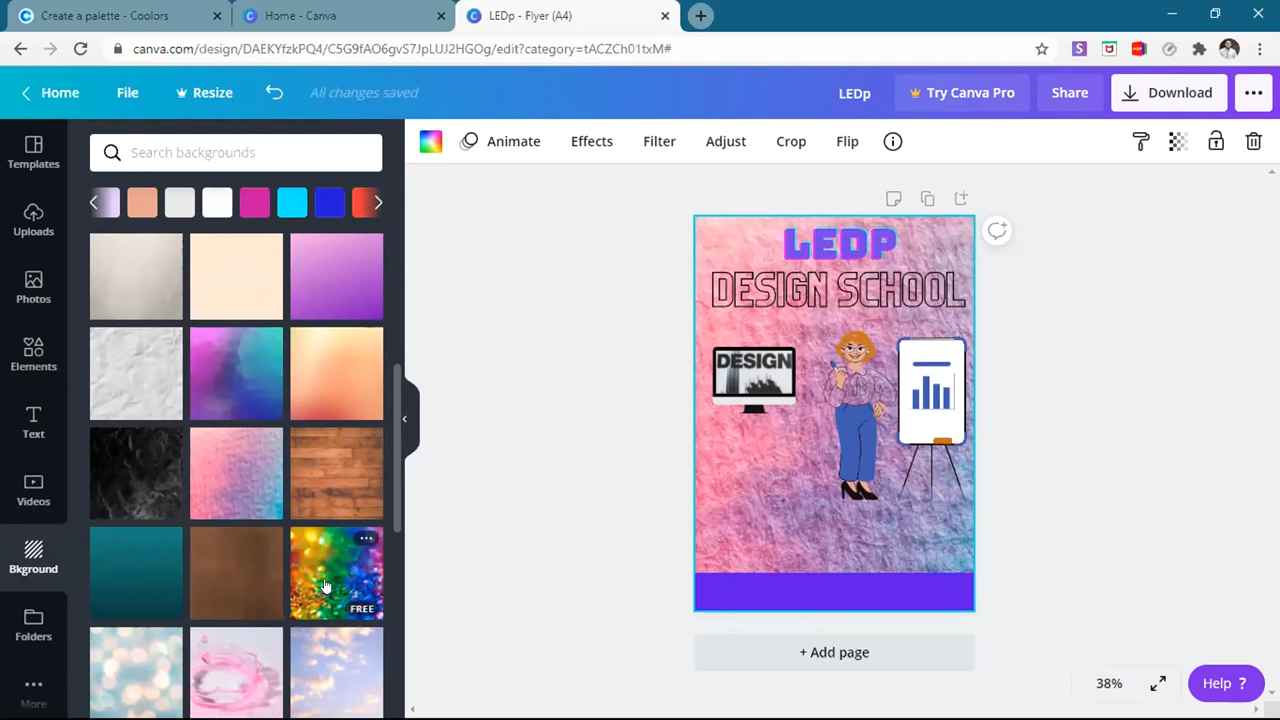 Create a palette - Coolors
Home - Canva
LEDp - Flyer (A4)
canva.com/design/DAEKYfzkPQ4/C5G9fAO6gvS7JpLUJ2HGOg/edit?category=tACZCh01txM#
Home
File
Resize
All changes saved
LEDp
Try Canva Pro
Share
Download
Templates
Uploads
Photos
Elements
Text
Videos
Bkground
Folders
More
Search backgrounds
FREE
Animate
Effects
Filter
Adjust
Crop
Flip
LEDP
DESIGN SCHOOL
DESIGN
+ Add page
38%
Help ?